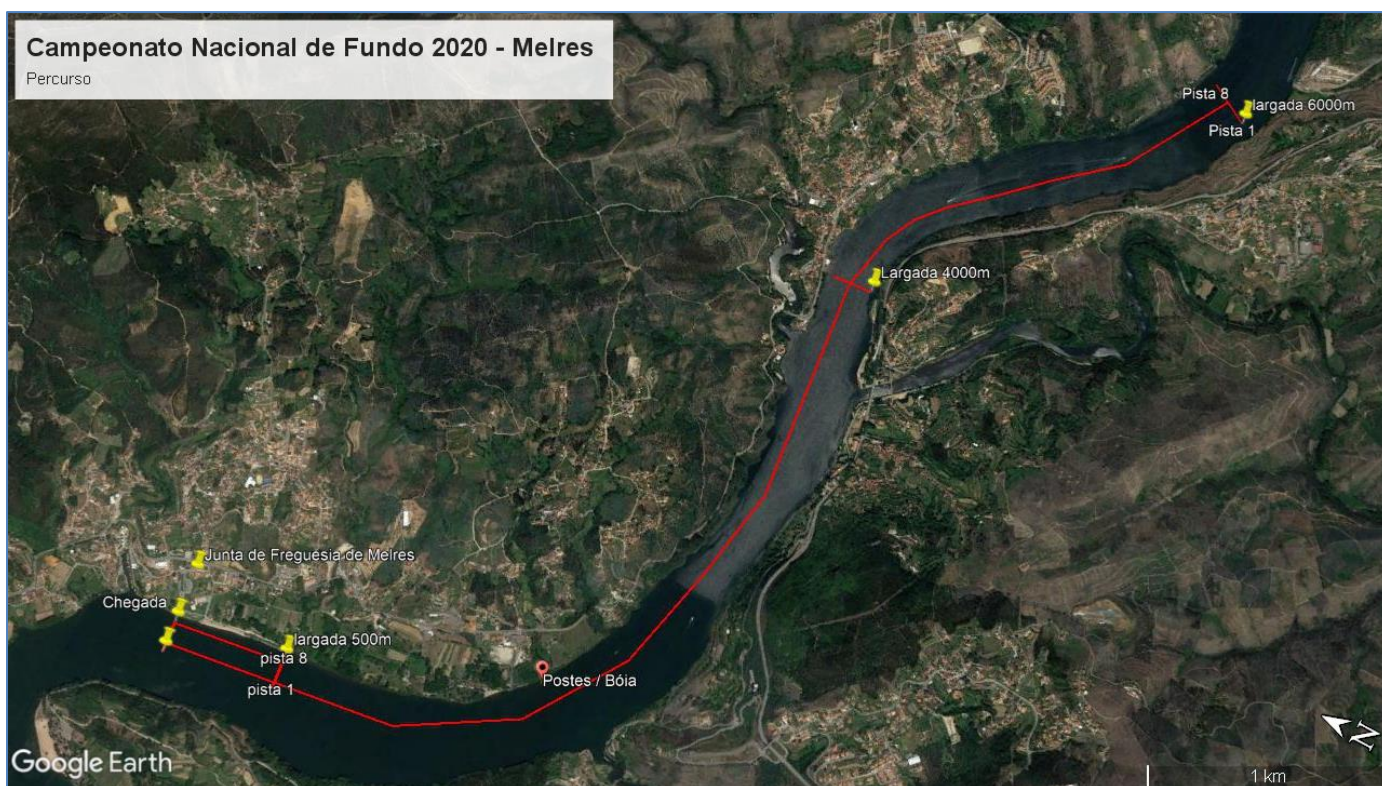 Campeonato Nacional de Fundo 2020 - Melres
Percurso
Pista 8
largada 6000m
Pista 1
Largada 4000m
Junta de Freguesia de Melres
Chegada
largada 500m
pista 8
pista 1
Postes / Bóia
N
Google Earth
1 km